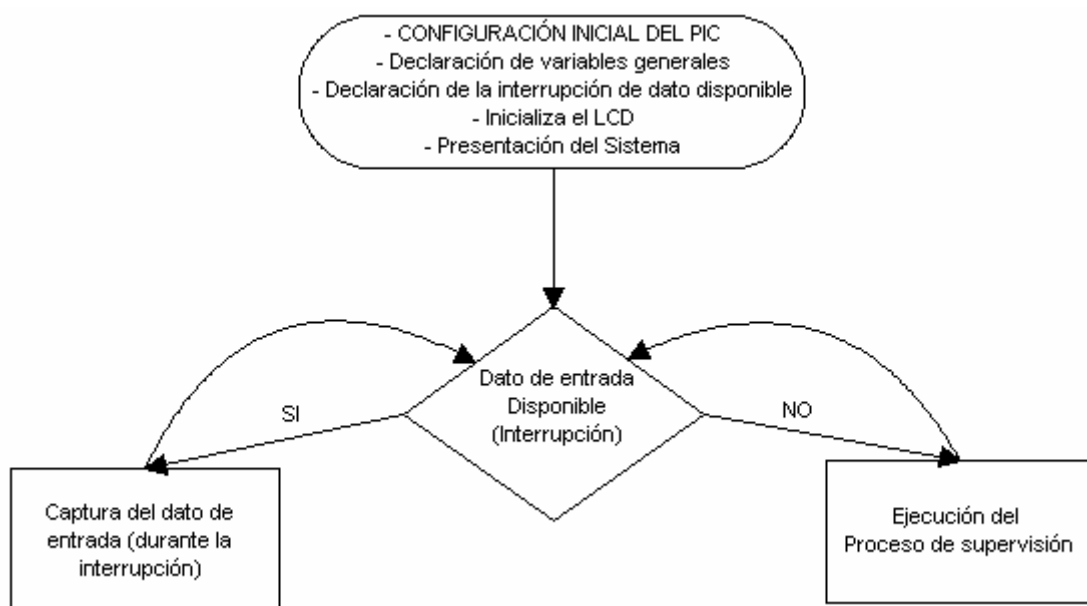 - CONFIGURACIÓN INICIAL DEL PIC
- Declaración de variables generales
- Declaración de la interrupción de dato disponible
- Inicializa el LCD
- Presentación del Sistema
Dato de entrada
Disponible
(Interrupción)
SI
NO
Captura del dato de
entrada (durante la
interrupción)
Ejecución del
Proceso de supervisión